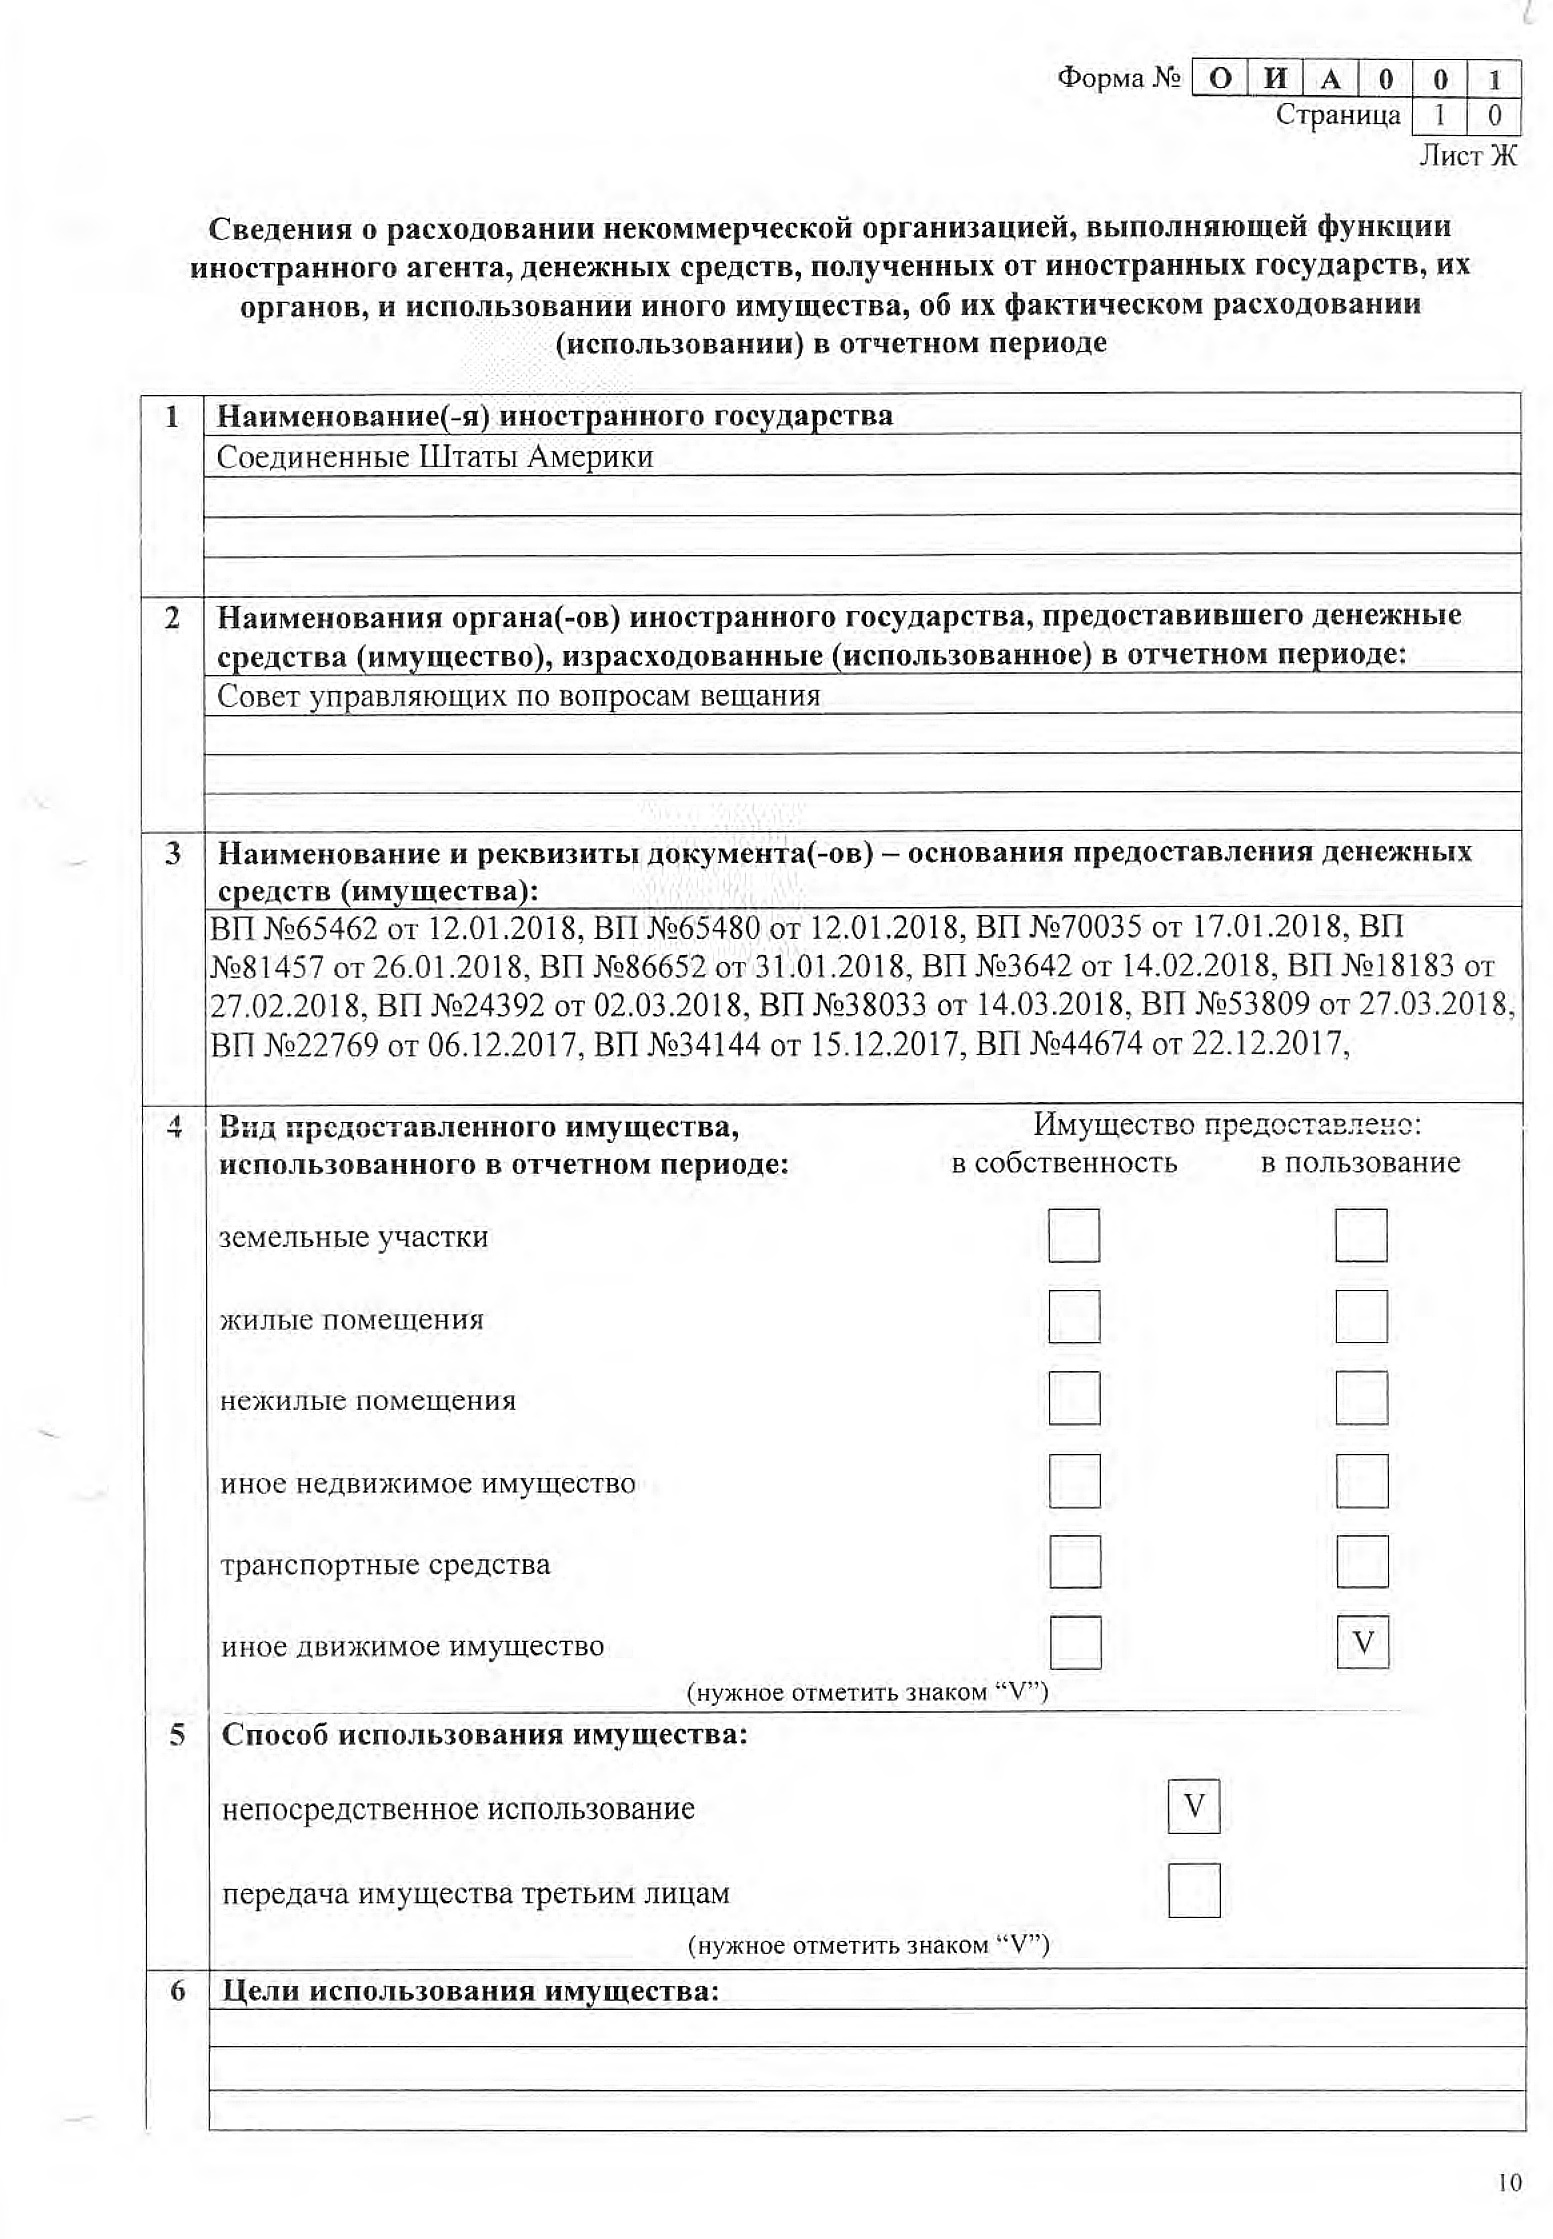 Форма № О И А 0 0 1
Страница 1 0
Лист Ж
Сведения о расходовании некоммерческой организацией, выполняющей функции
иностранного агента, денежных средств, полученных от иностранных государств, их
органов, и использовании иного имущества, об их фактическом расходовании
(использовании) в отчетном периоде
1 Наименование(-я) иностранного государства
Соединенные Штаты Америки
2 Наименования органа(-ов) иностранного государства, предоставившего денежные
средства (имущество), израсходованные (использованное) в отчетном периоде:
Совет управляющих по вопросам вещания
3 Наименование и реквизиты документа(-ов) – основания предоставления денежных
средств (имущества):
ВП №65462 от 12.01.2018, ВП №65480 от 12.01.2018, ВП №70035 от 17.01.2018, ВП
№81457 от 26.01.2018, ВП №86652 от 31.01.2018, ВП №3642 от 14.02.2018, ВП №18183 от
27.02.2018, ВП №24392 от 02.03.2018, ВП №38033 от 14.03.2018, ВП №53809 от 27.03.2018,
ВП №22769 от 06.12.2017, ВП №34144 от 15.12.2017, ВП №44674 от 22.12.2017,
4 Вид предоставленного имущества, Имущество предоставлено:
использованного в отчетном периоде: в собственность в пользование
земельные участки
жилые помещения
нежилые помещения
иное недвижимое имущество
транспортные средства
иное движимое имущество V
(нужное отметить знаком “V”)
5 Способ использования имущества:
непосредственное использование V
передача имущества третьим лицам
(нужное отметить знаком “V”)
6 Цели использования имущества:
10